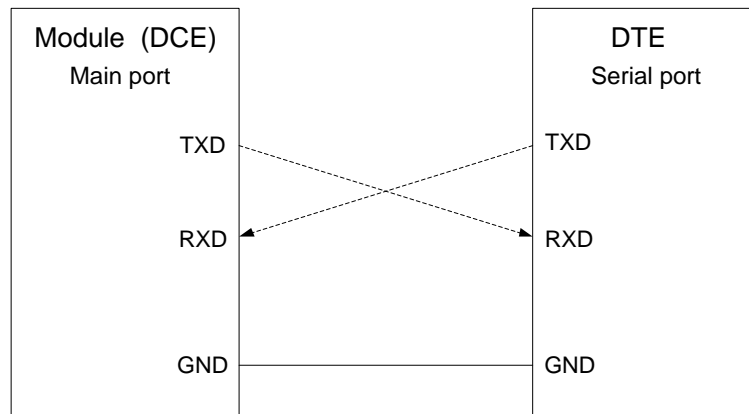 Module (DCE)
Main port
TXD
RXD
GND
DTE
Serial port
TXD
RXD
GND